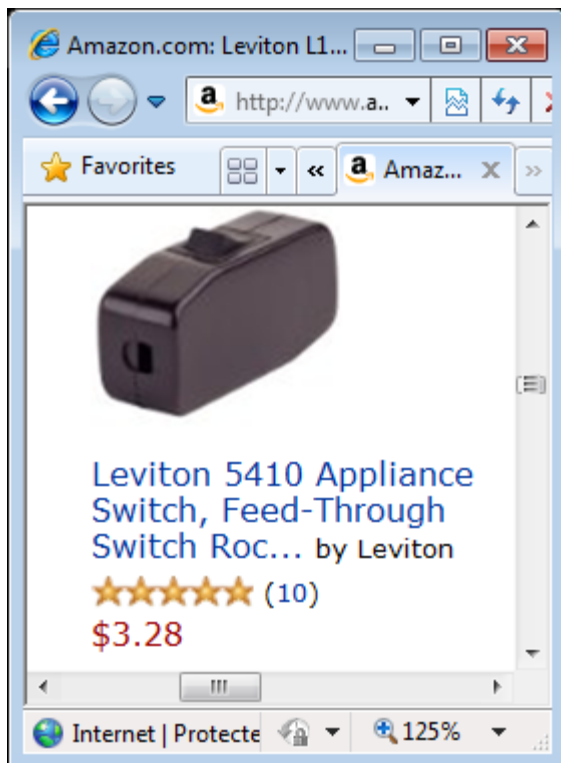 Amazon.com: Leviton L1...
http://www.a..
Favorites
Amaz...
Leviton 5410 Appliance
Switch, Feed-Through
Switch Roc... by Leviton
(10)
$3.28
Internet | Protecte
125%